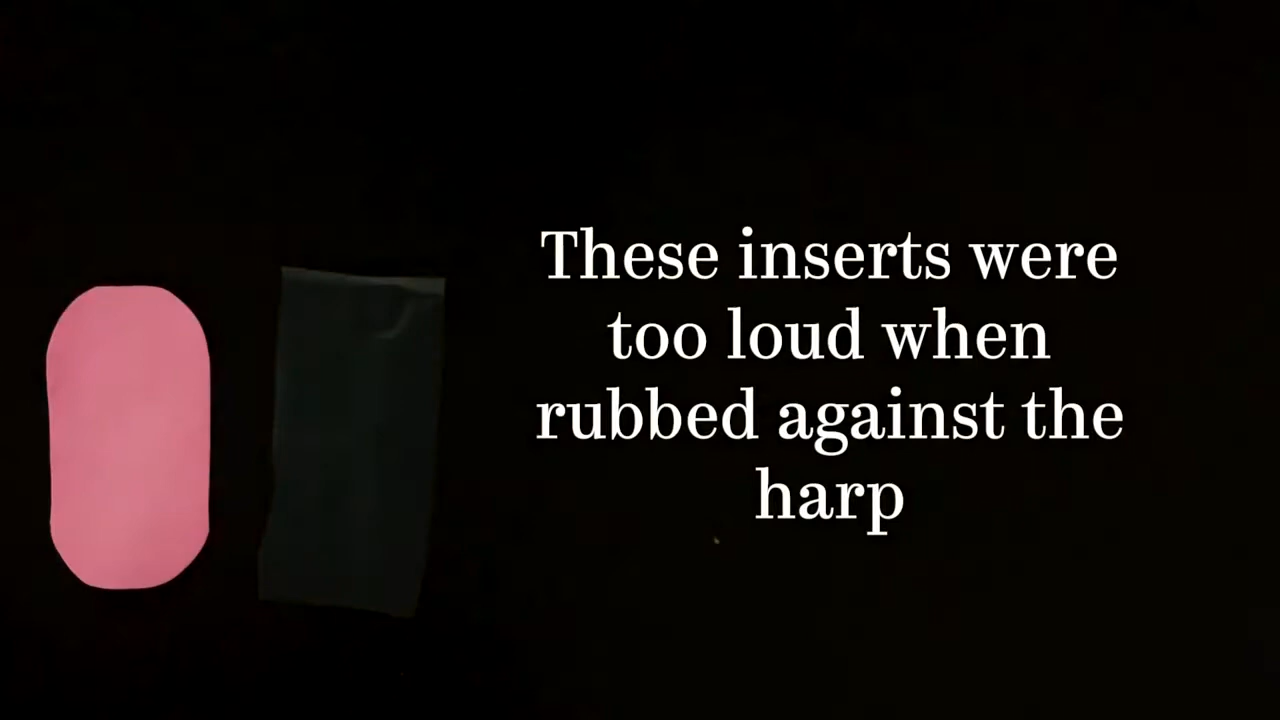 These inserts were
too loud when
rubbed against the
harp